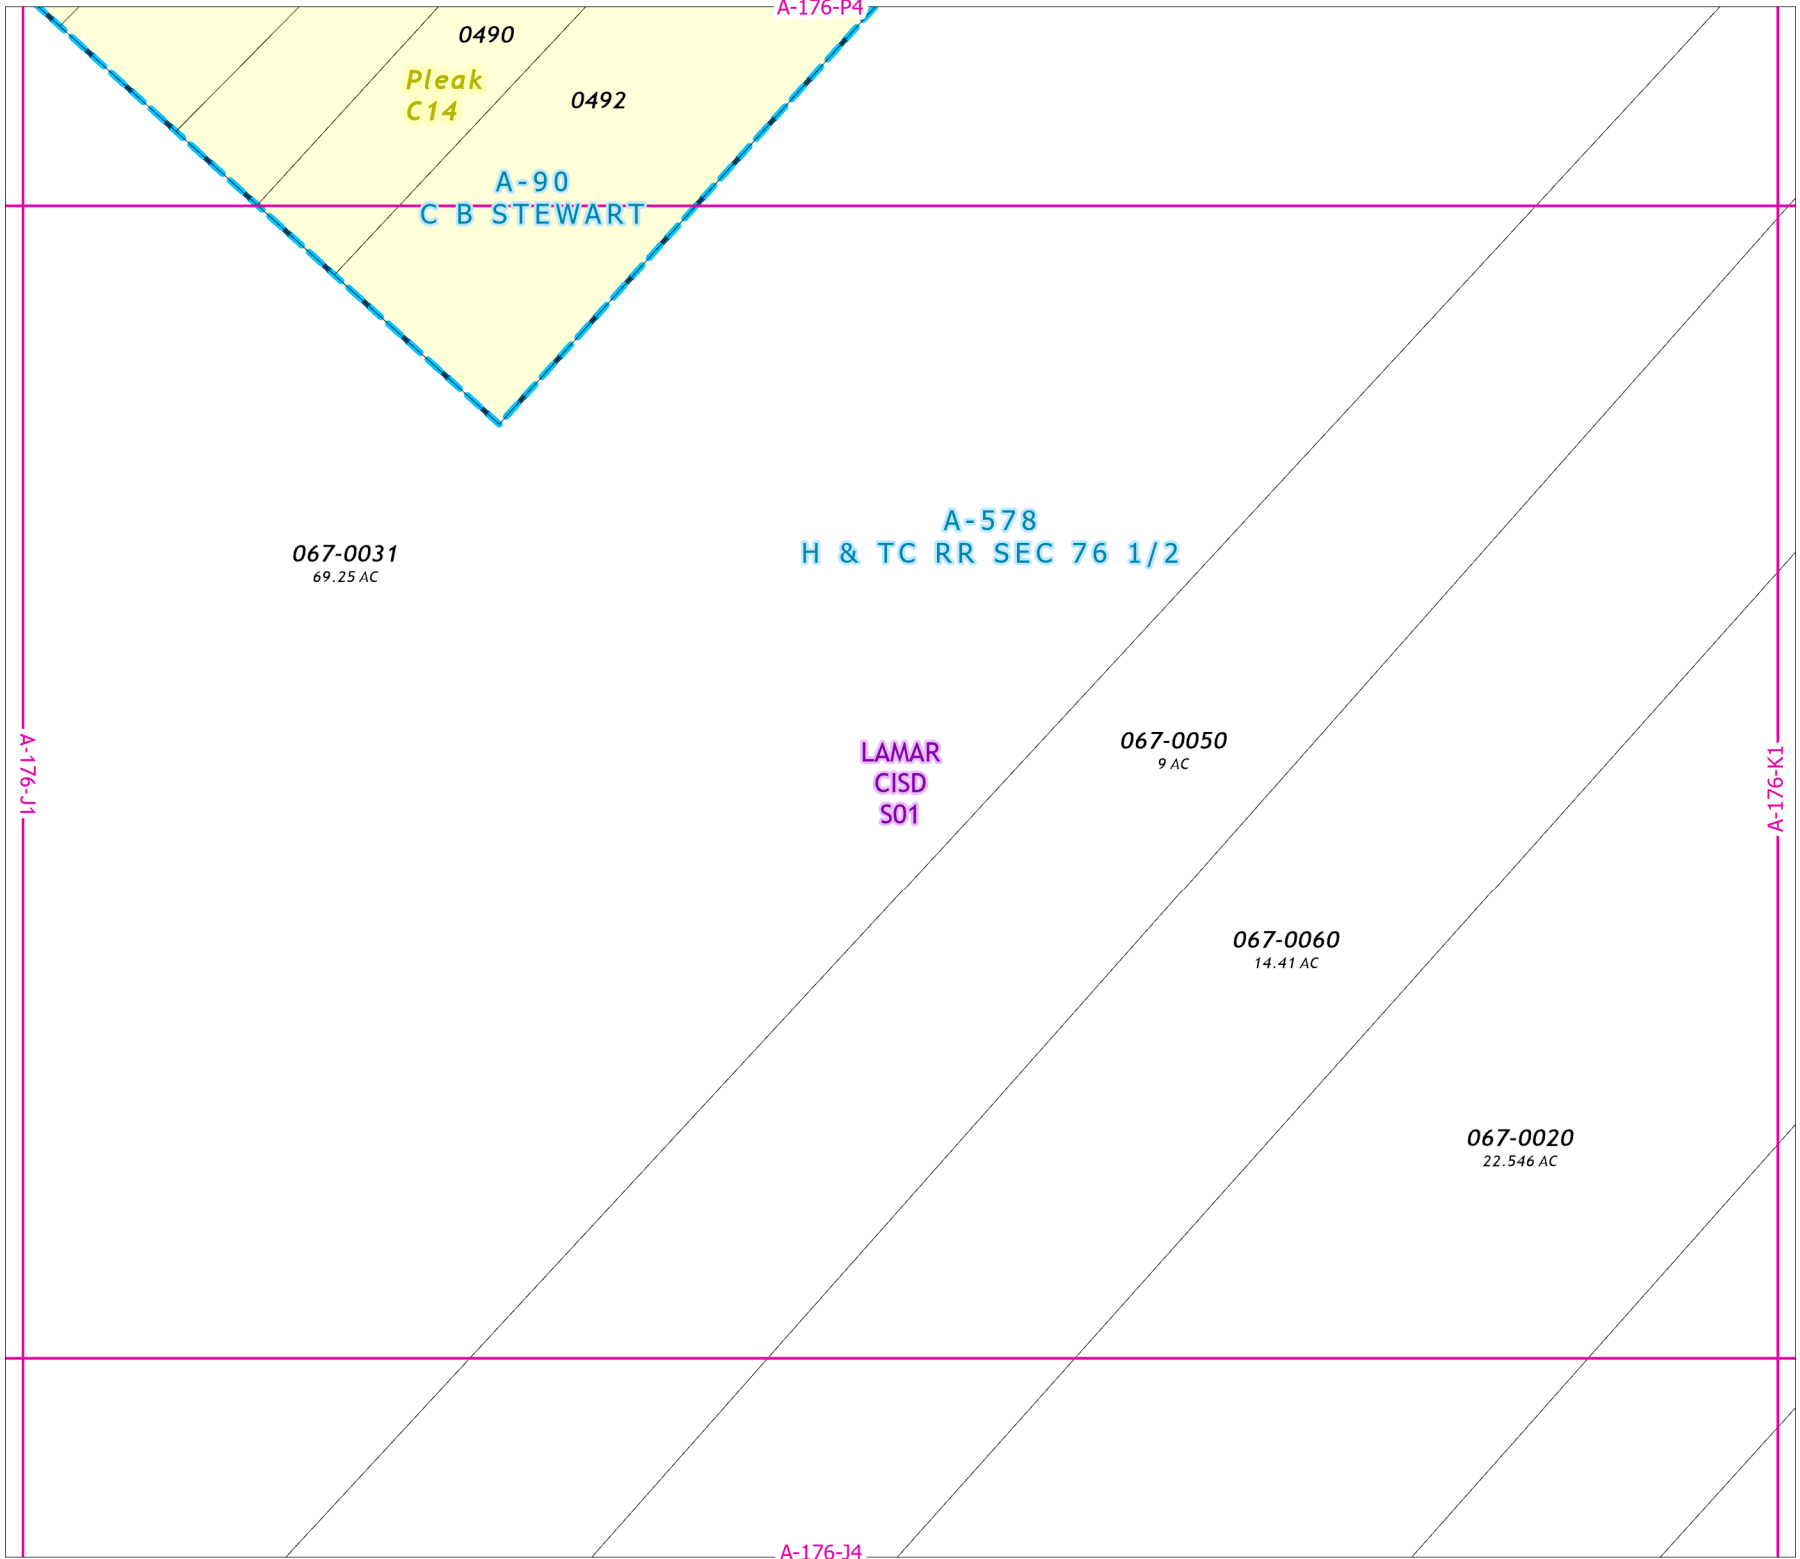 A-176-P4
0490
Pleak
C14
0492
A-90
C B STEWART
A-578
H & TC RR SEC 76 1/2
067-0031
69.25 AC
A-176-J1
LAMAR
CISD
S01
067-0050
9 AC
A-176-K1
067-0060
14.41 AC
067-0020
22.546 AC
A-176-J4